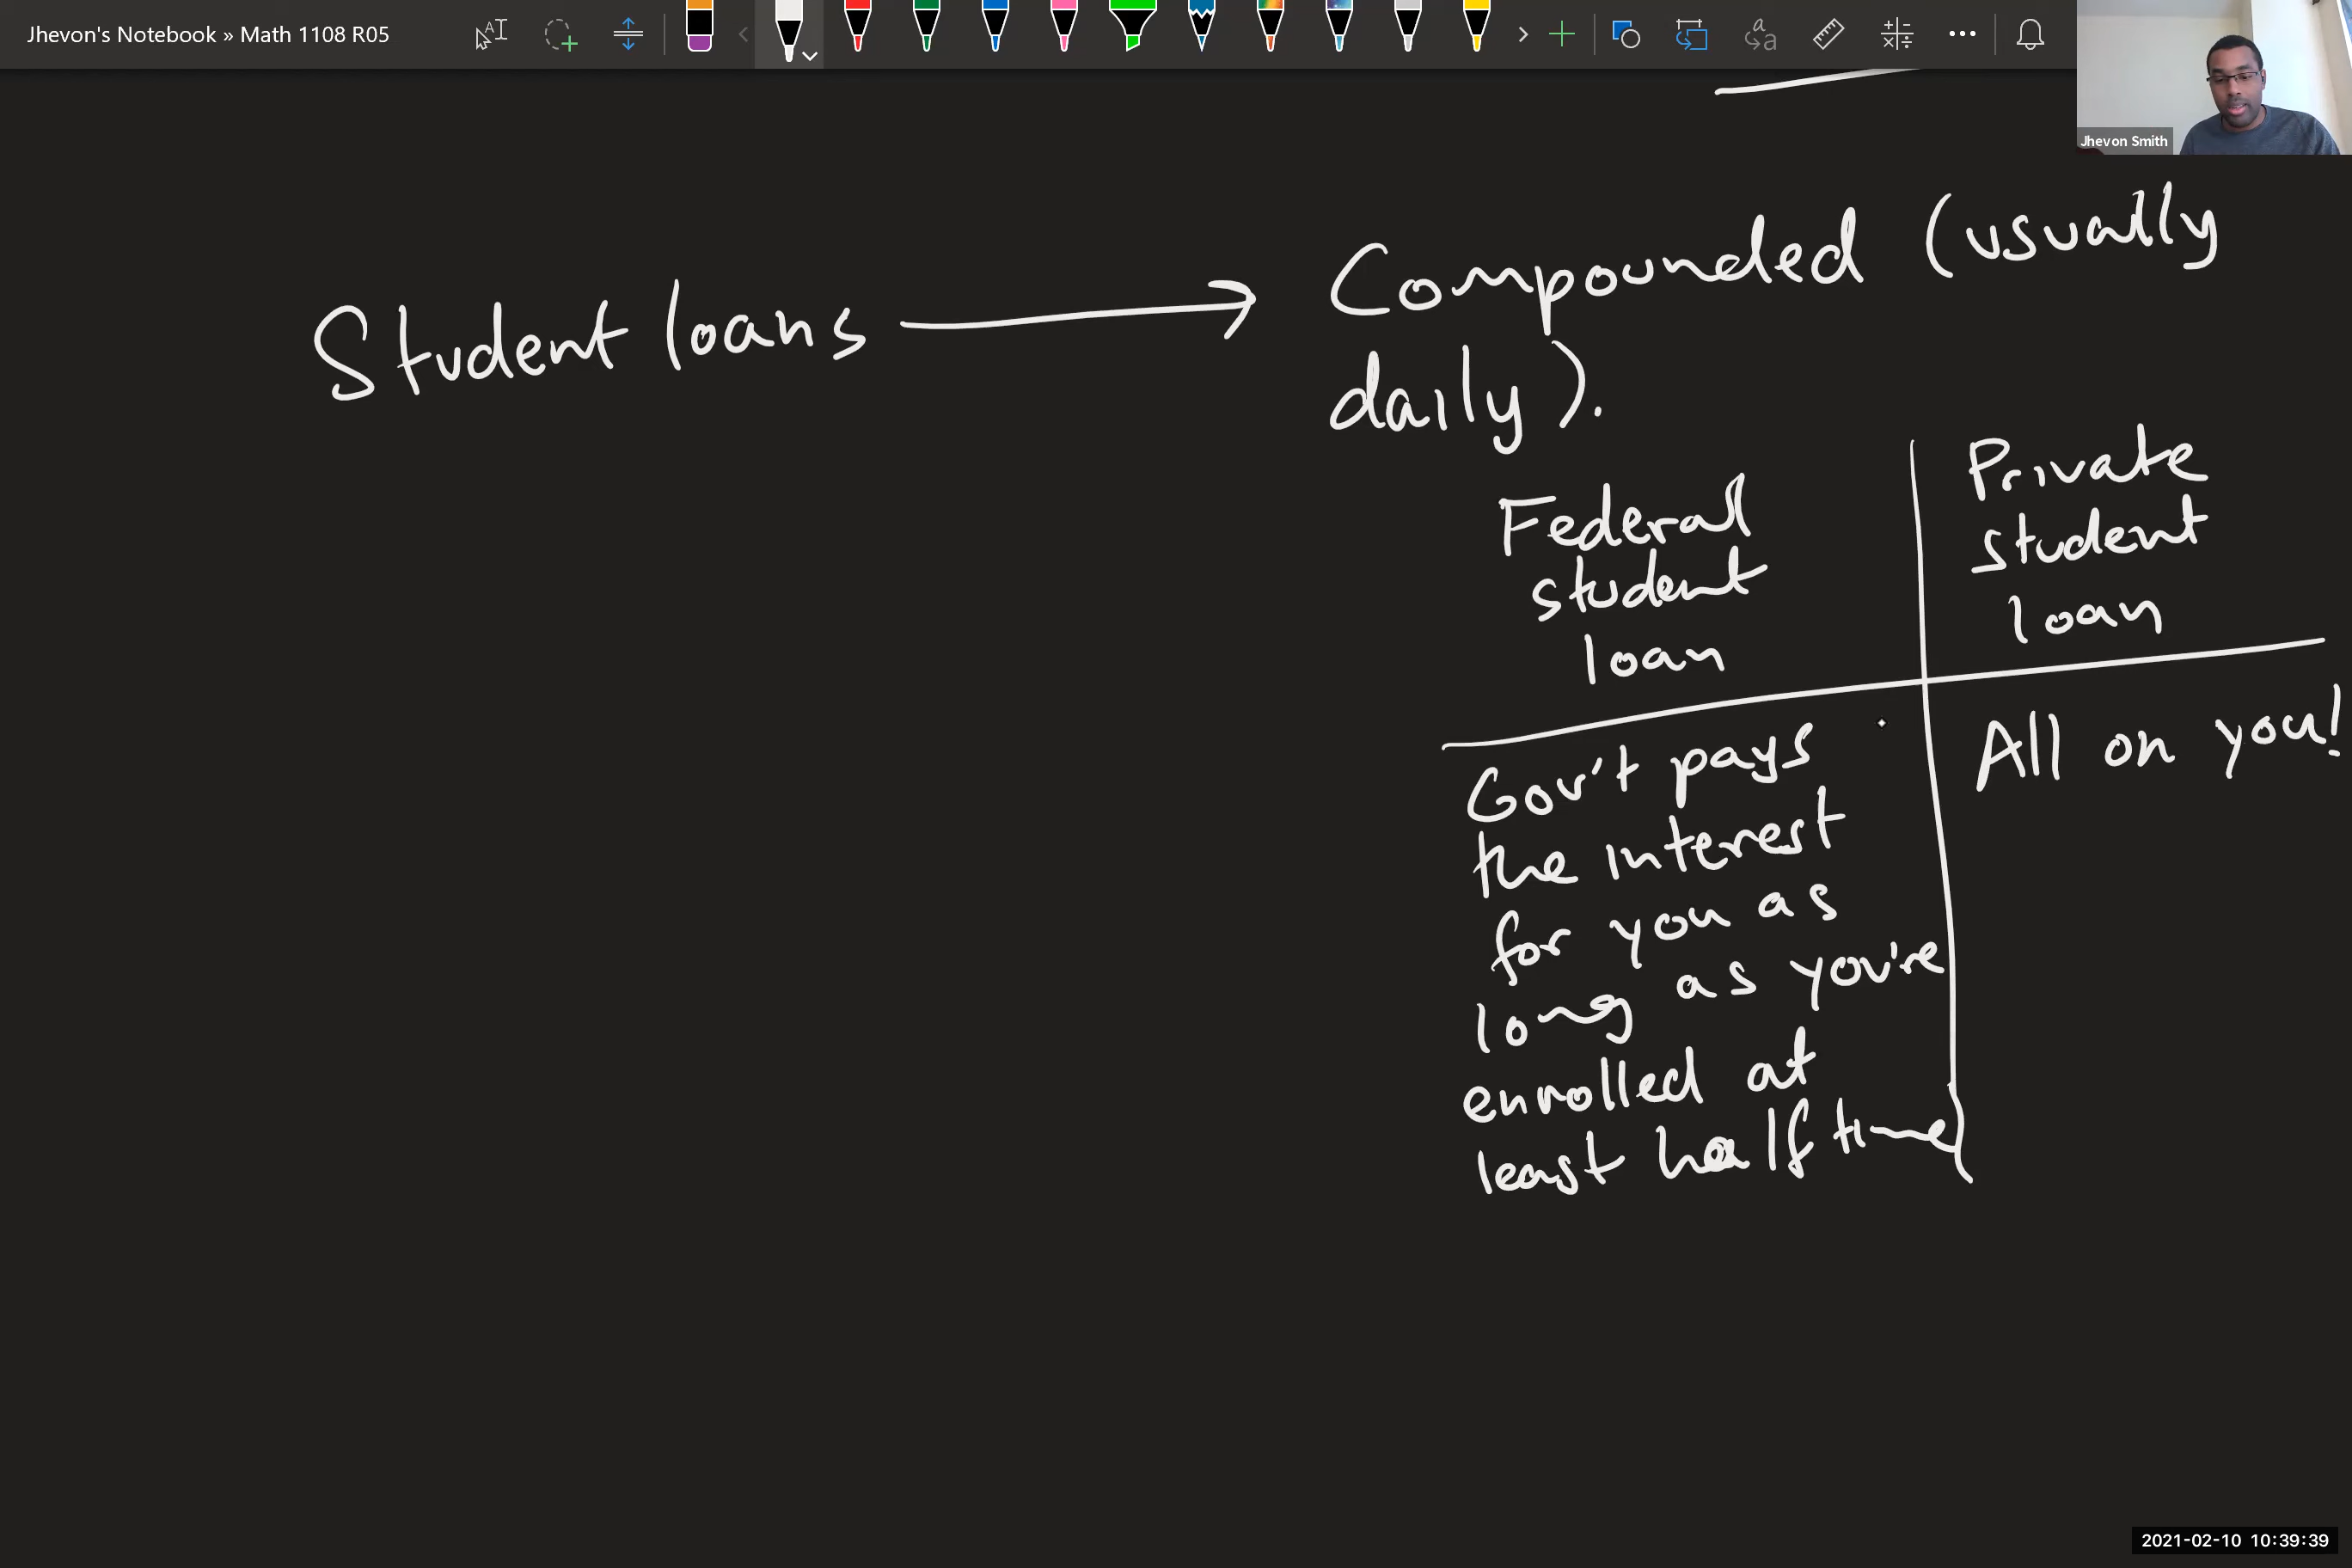 Jhevon's Notebook » Math 1108 R05
Jhevon Smith
Student loans → Compounded (usually
daily).
Federal
student
loan
Private
student
loan
Gov't pays
the interest
for you as
long as you're
enrolled at
least half time
All on you!
2021-02-10 10:39:39